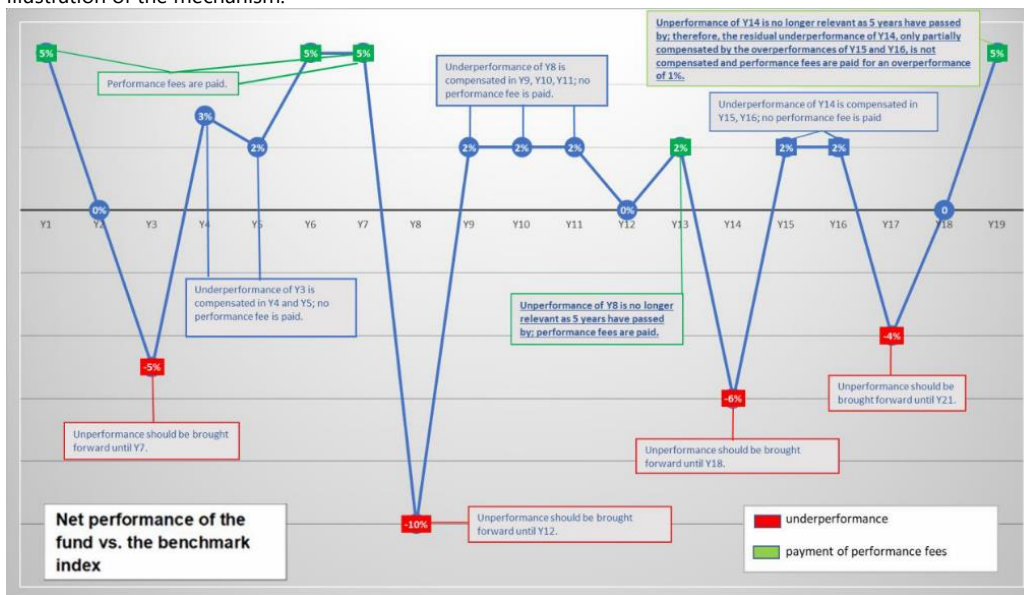 illustration of the mechanism.
5%
5%
5%
Unperformance of Y14 is no longer relevant as 5 years have passed
by; therefore, the residual underperformance of Y14, only partially
compensated by the overperformances of Y15 and Y16, is not
compensated and performance fees are paid for an overperformance
of 1%.
5%
Performance fees are paid.
Underperformance of Y8 is
compensated in Y9, Y10, Y11; no
performance fee is paid.
Underperformance of Y14 is compensated in
Y15, Y16; no performance fee is paid
3%
2%
2%
2%
2%
2%
2%
2%
0%
0%
0
Y1
Y2
Y3
Y4
Y5
Y6
Y7
Y8
Y9
Y10
Y11
Y12
Y13
Y14
Y15
Y16
Y17
Y18
Y19
Underperformance of Y3 is
compensated in Y4 and Y5; no
performance fee is paid.
Unperformance of Y8 is no longer
relevant as 5 years have passed
by; performance fees are paid.
-5%
-4%
-6%
Unperformance should be
brought forward until Y21.
Unperformance should be brought
forward until Y7.
Unperformance should be brought
forward until Y18.
-10%
Unperformance should be brought
forward until Y12.
Net performance of the
fund vs. the benchmark
index
underperformance
payment of performance fees